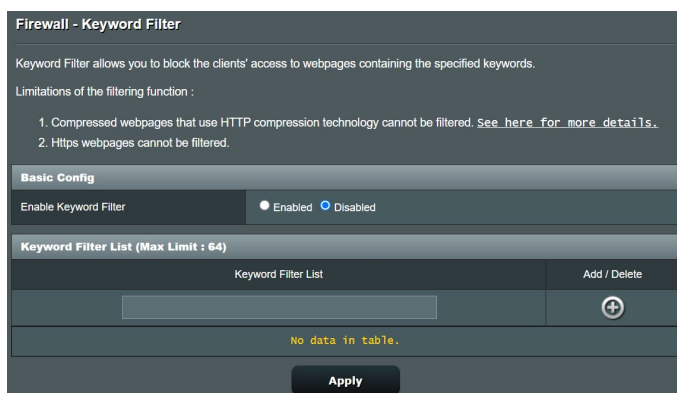 Firewall - Keyword Filter
Keyword Filter allows you to block the clients' access to webpages containing the specified keywords.
Limitations of the filtering function :
1. Compressed webpages that use HTTP compression technology cannot be filtered. See here for more details.
2. Https webpages cannot be filtered.
Basic Config
Enable Keyword Filter Enabled Disabled
Keyword Filter List (Max Limit : 64)
Keyword Filter List Add / Delete
No data in table.
Apply